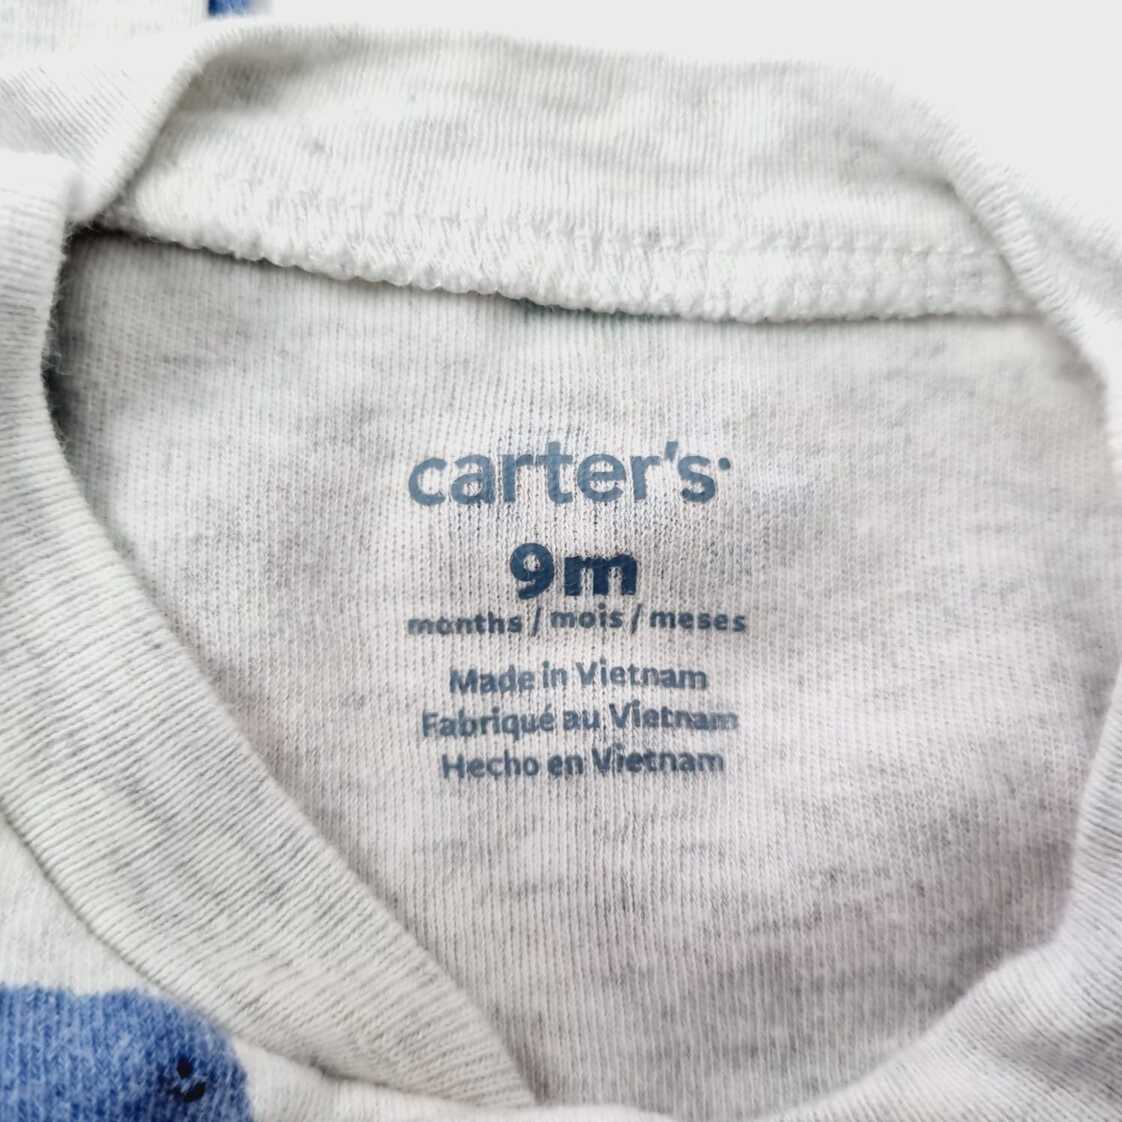 carter's
9m
months / mois / meses
Made in Vietnam
Fabriqué au Vietnam
Hecho en Vietnam